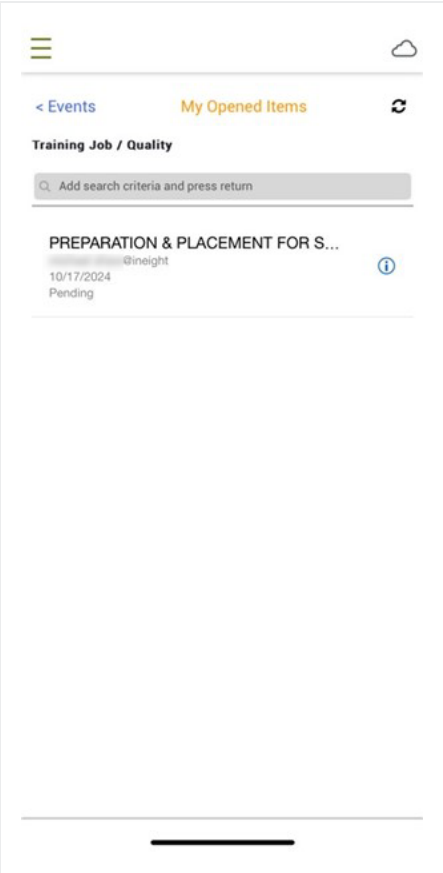 < Events My Opened Items
Training Job / Quality
Add search criteria and press return
PREPARATION & PLACEMENT FOR S...
@ineight
10/17/2024
Pending